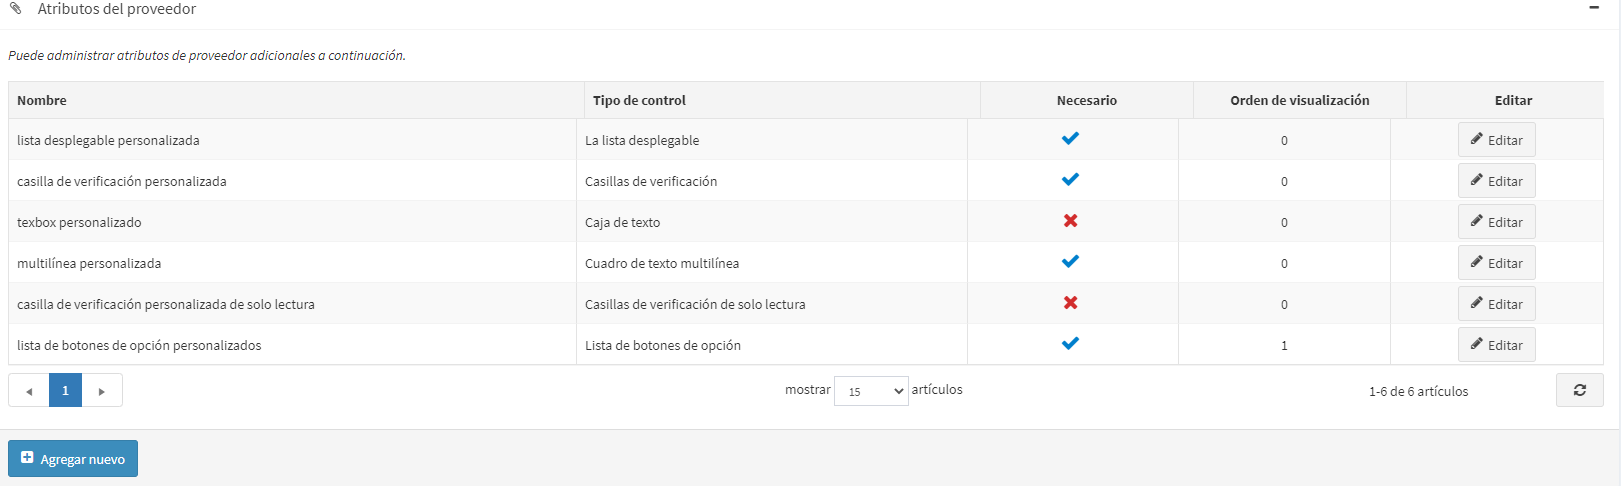 Atributos del proveedor
Puede administrar atributos de proveedor adicionales a continuación.
Nombre Tipo de control Necesario Orden de visualización Editar
lista desplegable personalizada La lista desplegable 0 Editar
casilla de verificación personalizada Casillas de verificación 0 Editar
texbox personalizado Caja de texto 0 Editar
multilínea personalizada Cuadro de texto multilínea 0 Editar
casilla de verificación personalizada de solo lectura Casillas de verificación de solo lectura 0 Editar
lista de botones de opción personalizados Lista de botones de opción 1 Editar
1 mostrar 15 artículos 1-6 de 6 artículos
Agregar nuevo